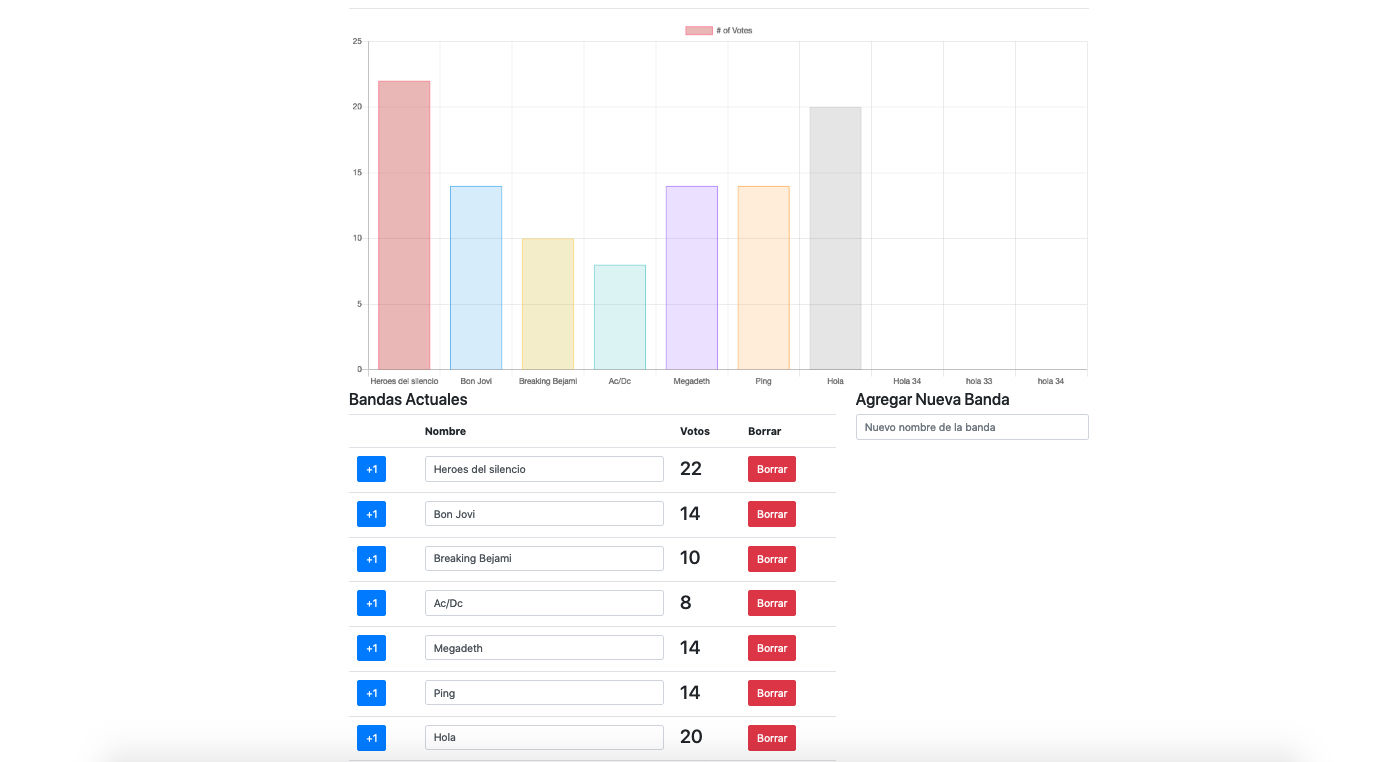 # of Votes
25
20
15
10
5
0
Heroes del silencio Bon Jovi Breaking Bejami Ac/Dc Megadeth Ping Hola Hola 34 hola 33 hola 34
Bandas Actuales
Agregar Nueva Banda
Nuevo nombre de la banda
Nombre Votos Borrar
+1 Heroes del silencio 22 Borrar
+1 Bon Jovi 14 Borrar
+1 Breaking Bejami 10 Borrar
+1 Ac/Dc 8 Borrar
+1 Megadeth 14 Borrar
+1 Ping 14 Borrar
+1 Hola 20 Borrar